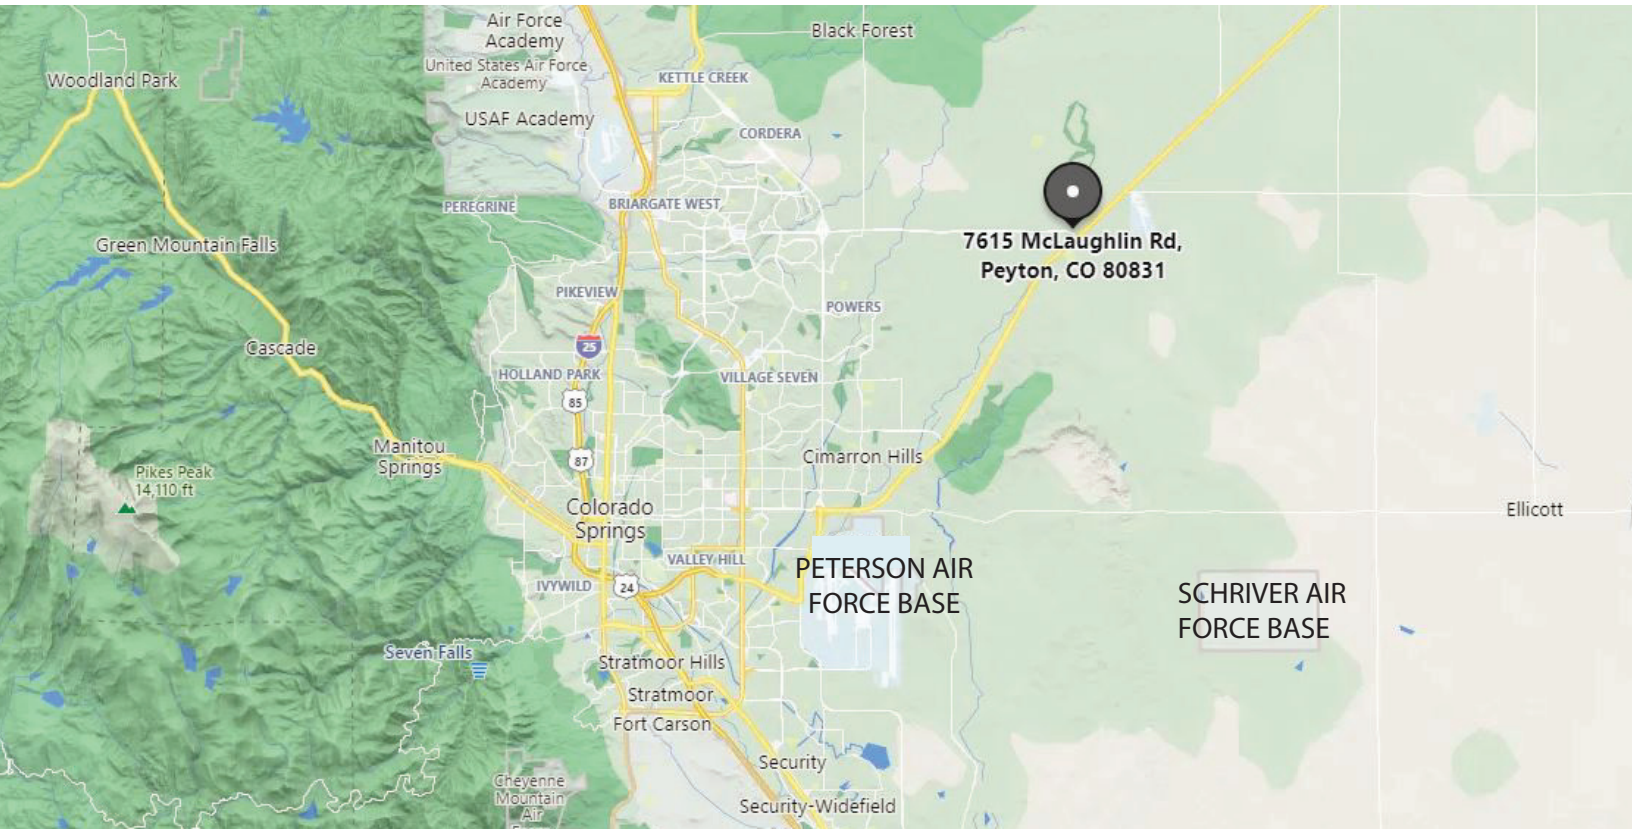 Air Force
Academy
Black Forest
United States Air Force
Academy
Woodland Park
KETTLE CREEK
USAF Academy
CORDERA
PEREGRINE
BRIARGATE WEST
Green Mountain Falls
7615 McLaughlin Rd,
Peyton, CO 80831
PIKEVIEW
POWERS
25
Cascade
HOLLAND PARK
VILLAGE SEVEN
85
Manitou
Springs
87
Cimarron Hills
Pikes Peak
14,110 ft
Colorado
Springs
Ellicott
VALLEY HILL
PETERSON AIR
FORCE BASE
IVYWILD
24
SCHRIVER AIR
FORCE BASE
Seven Falls
Stratmoor Hills
Stratmoor
Fort Carson
Security
Cheyenne
Mountain
Air
Security-Widefield